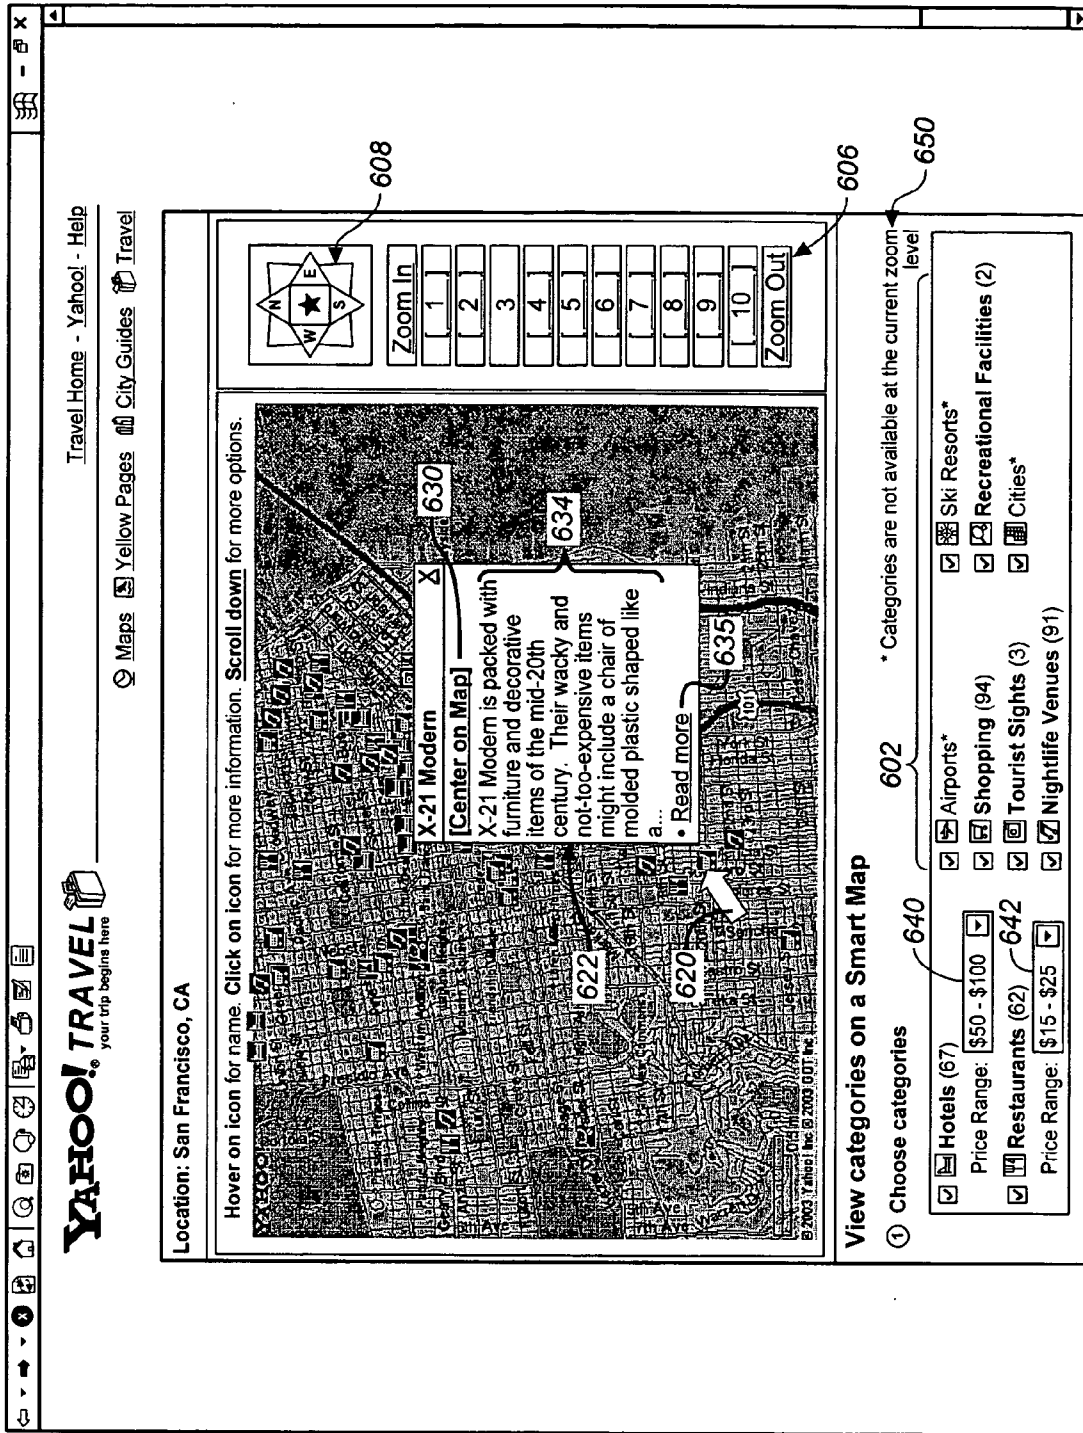 YAHOO! TRAVEL
your trip begins here
Travel Home - Yahoo! - Help
Maps Yellow Pages City Guides Travel
Location: San Francisco, CA
Hover on icon for name. Click on icon for more information. Scroll down for more options.
YAHOO!
X-21 Modern X
[Center on Map]
X-21 Modern is packed with
furniture and decorative
items of the mid-20th
century. Their wacky and
not-to-expensive items
might include a chair of
molded plastic shaped like
a...
• Read more
630
634
635
622
620
101
© 2003 Yahoo! Inc © 2003 GDT, Inc
N
W E
S
608
Zoom In
[ 1 ]
[ 2 ]
3
[ 4 ]
[ 5 ]
[ 6 ]
[ 7 ]
[ 8 ]
[ 9 ]
[ 10 ]
Zoom Out
606
View categories on a Smart Map
1 Choose categories
602
* Categories are not available at the current zoom
level
650
640
Hotels (67)
Price Range: $50 - $100
Restaurants (62)
642
Price Range: $15 - $25
Airports*
Shopping (94)
Tourist Sights (3)
Nightlife Venues (91)
Ski Resorts*
Recreational Facilities (2)
Cities*